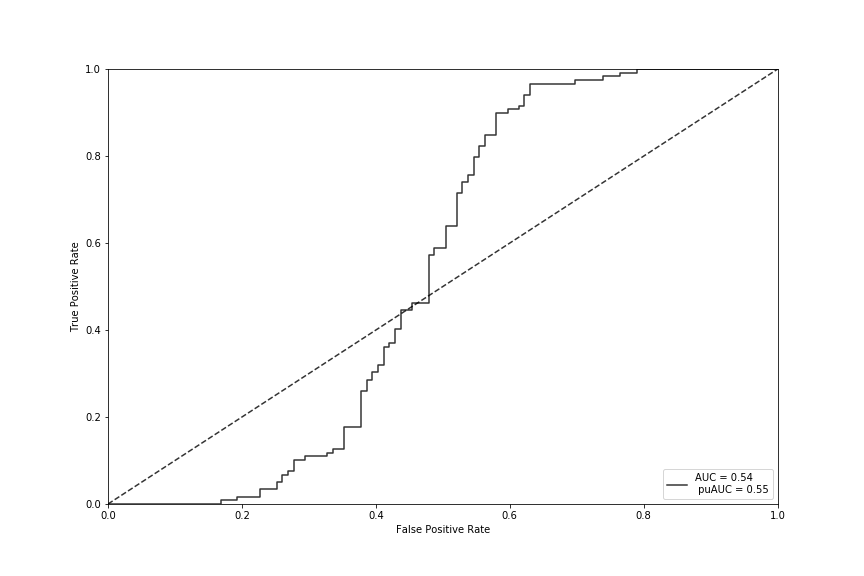 1.0
0.8
0.6
0.4
0.2
0.0
True Positive Rate
0.0 0.2 0.4 0.6 0.8 1.0
False Positive Rate
AUC = 0.54
puAUC = 0.55